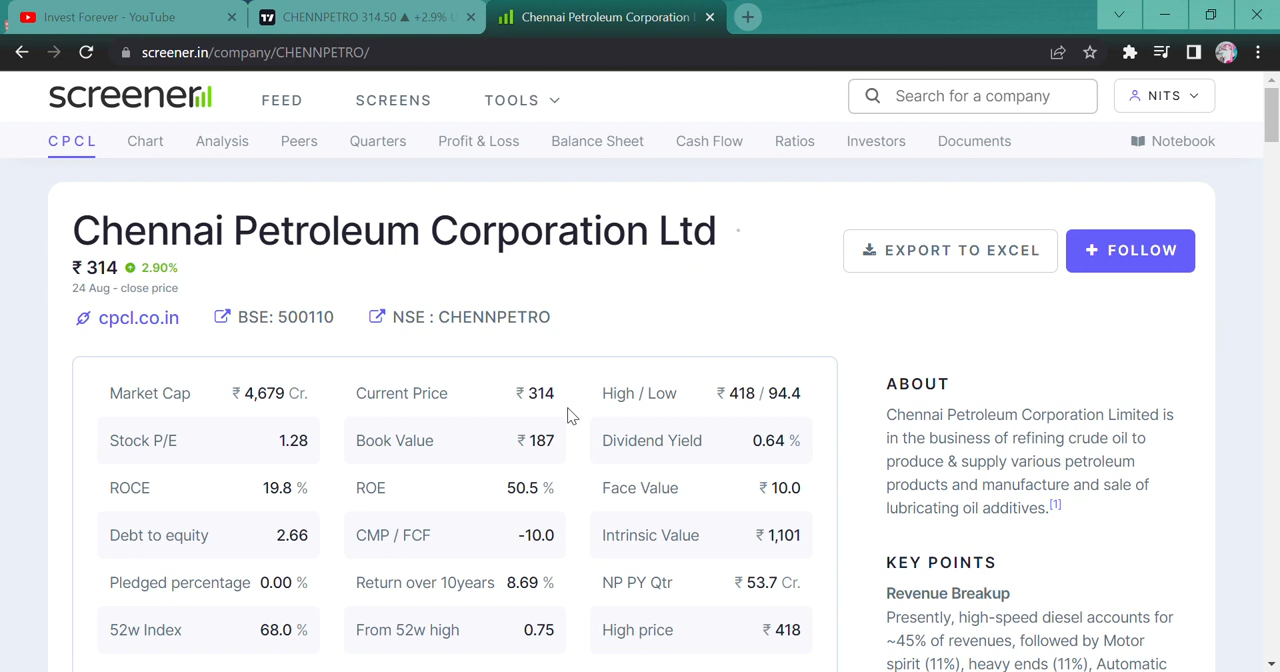 Invest Forever - YouTube
CHENNPETRO 314.50 ▲ +2.9%
Chennai Petroleum Corporation
screener.in/company/CHENNPETRO/
screener
FEED
SCREENS
TOOLS
Search for a company
NITS
CPCL
Chart
Analysis
Peers
Quarters
Profit & Loss
Balance Sheet
Cash Flow
Ratios
Investors
Documents
Notebook
Chennai Petroleum Corporation Ltd
EXPORT TO EXCEL
+ FOLLOW
₹ 314 2.90%
24 Aug - close price
cpcl.co.in
BSE: 500110
NSE : CHENNPETRO
Market Cap ₹ 4,679 Cr.
Current Price ₹ 314
High / Low ₹ 418 / 94.4
Stock P/E 1.28
Book Value ₹ 187
Dividend Yield 0.64 %
ROCE 19.8 %
ROE 50.5 %
Face Value ₹ 10.0
Debt to equity 2.66
CMP / FCF -10.0
Intrinsic Value ₹ 1,101
Pledged percentage 0.00 %
Return over 10years 8.69 %
NP PY Qtr ₹ 53.7 Cr.
52w Index 68.0 %
From 52w high 0.75
High price ₹ 418
ABOUT
Chennai Petroleum Corporation Limited is
in the business of refining crude oil to
produce & supply various petroleum
products and manufacture and sale of
lubricating oil additives.[1]
KEY POINTS
Revenue Breakup
Presently, high-speed diesel accounts for
~45% of revenues, followed by Motor
spirit (11%), heavy ends (11%), Automatic